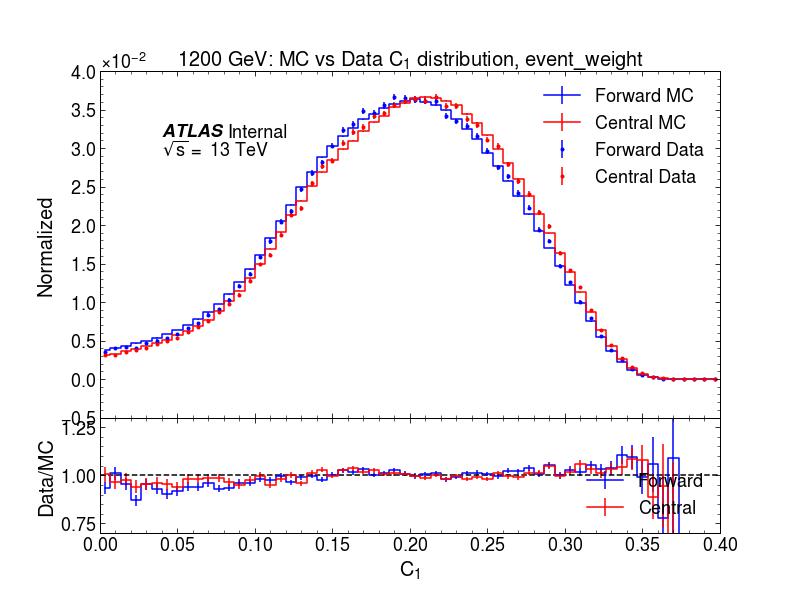 1200 GeV: MC vs Data C₁ distribution, event_weight
×10⁻²
4.0
3.5
3.0
2.5
2.0
1.5
1.0
0.5
0.0
−0.5
Normalized
ATLAS Internal
√s = 13 TeV
Forward MC
Central MC
Forward Data
Central Data
1.25
1.00
0.75
Data/MC
Forward
Central
0.00 0.05 0.10 0.15 0.20 0.25 0.30 0.35 0.40
C₁